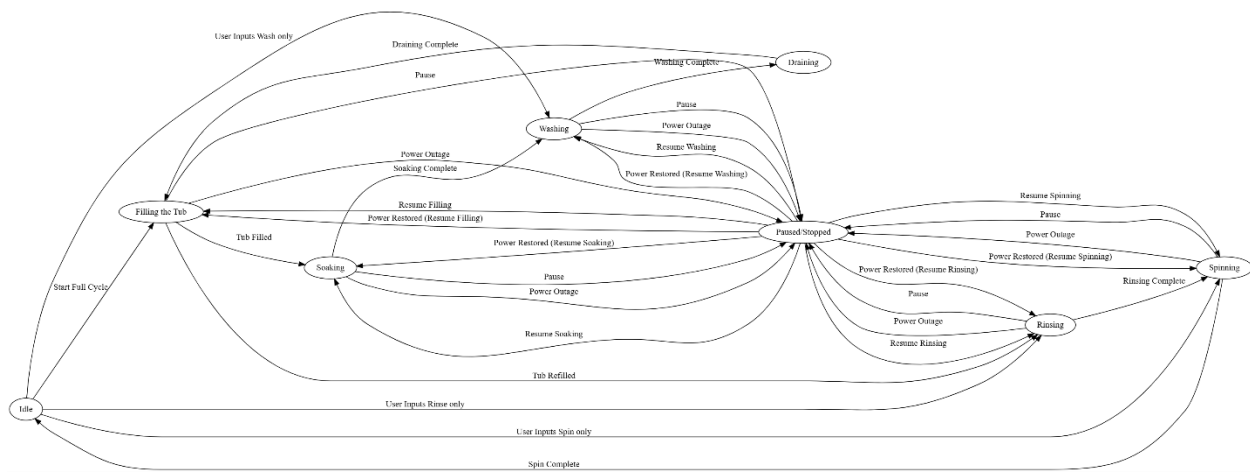 User Inputs Wash only
Draining Complete
Washing Complete
Draining
Pause
Pause
Washing
Power Outage
Resume Washing
Power Outage
Soaking Complete
Power Restored (Resume Washing)
Resume Spinning
Resume Filling
Filling the Tub
Pause
Power Restored (Resume Filling)
Paused/Stopped
Power Outage
Tub Filled
Power Restored (Resume Soaking)
Power Restored (Resume Spinning)
Soaking
Spinning
Pause
Power Restored (Resume Rinsing)
Rinsing Complete
Start Full Cycle
Power Outage
Pause
Power Outage
Rinsing
Resume Soaking
Resume Rinsing
Tub Refilled
User Inputs Rinse only
Idle
User Inputs Spin only
Spin Complete